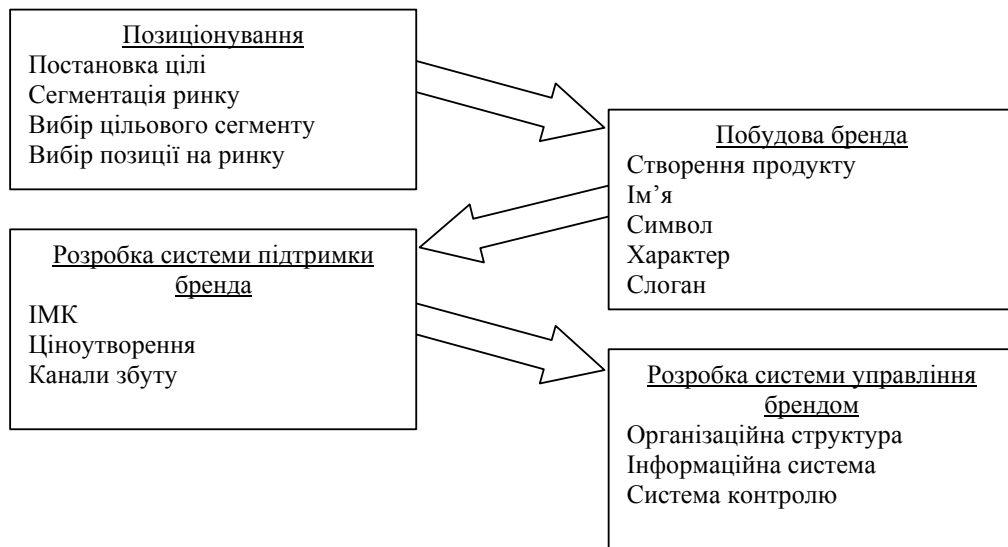 Позиціонування
Постановка цілі
Сегментація ринку
Вибір цільового сегменту
Вибір позиції на ринку
Побудова бренда
Створення продукту
Ім’я
Символ
Характер
Слоган
Розробка системи підтримки
бренда
ІМК
Ціноутворення
Канали збуту
Розробка системи управління
брендом
Організаційна структура
Інформаційна система
Система контролю